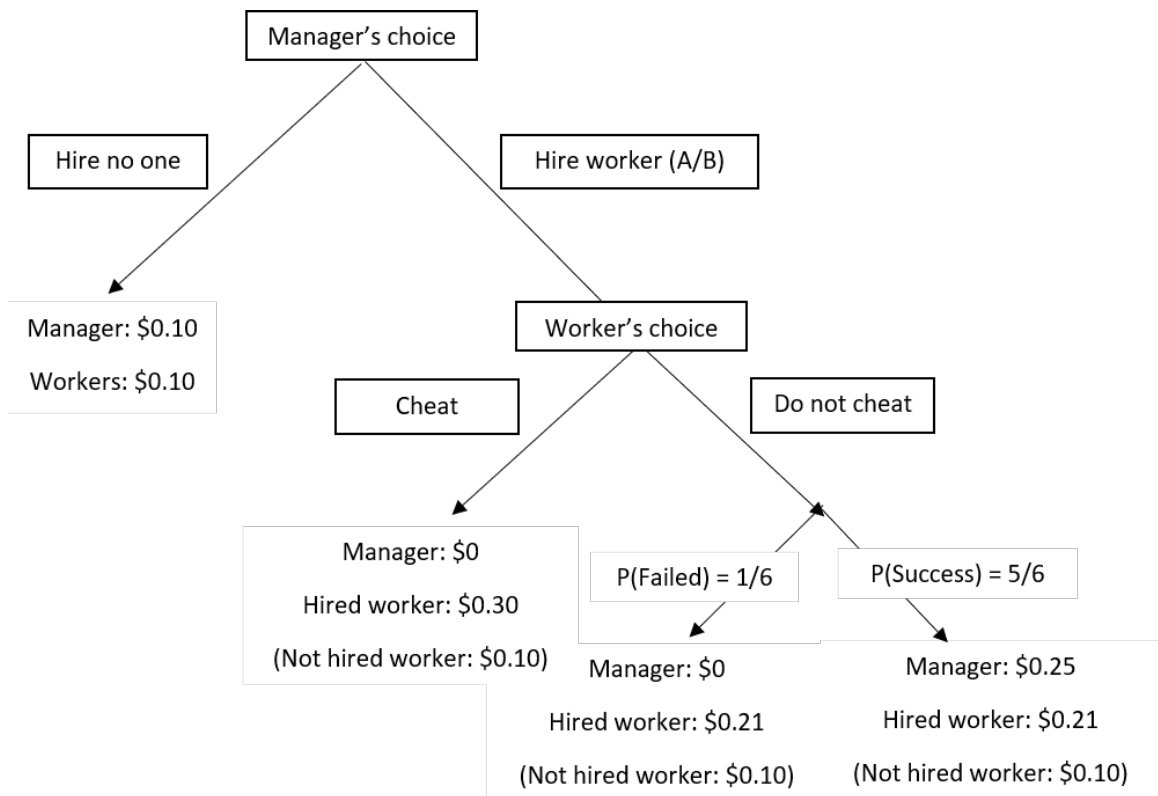 Manager’s choice
Hire no one
Hire worker (A/B)
Manager: $0.10
Workers: $0.10
Worker’s choice
Cheat
Do not cheat
Manager: $0
Hired worker: $0.30
(Not hired worker: $0.10)
P(Failed) = 1/6
P(Success) = 5/6
Manager: $0
Hired worker: $0.21
(Not hired worker: $0.10)
Manager: $0.25
Hired worker: $0.21
(Not hired worker: $0.10)